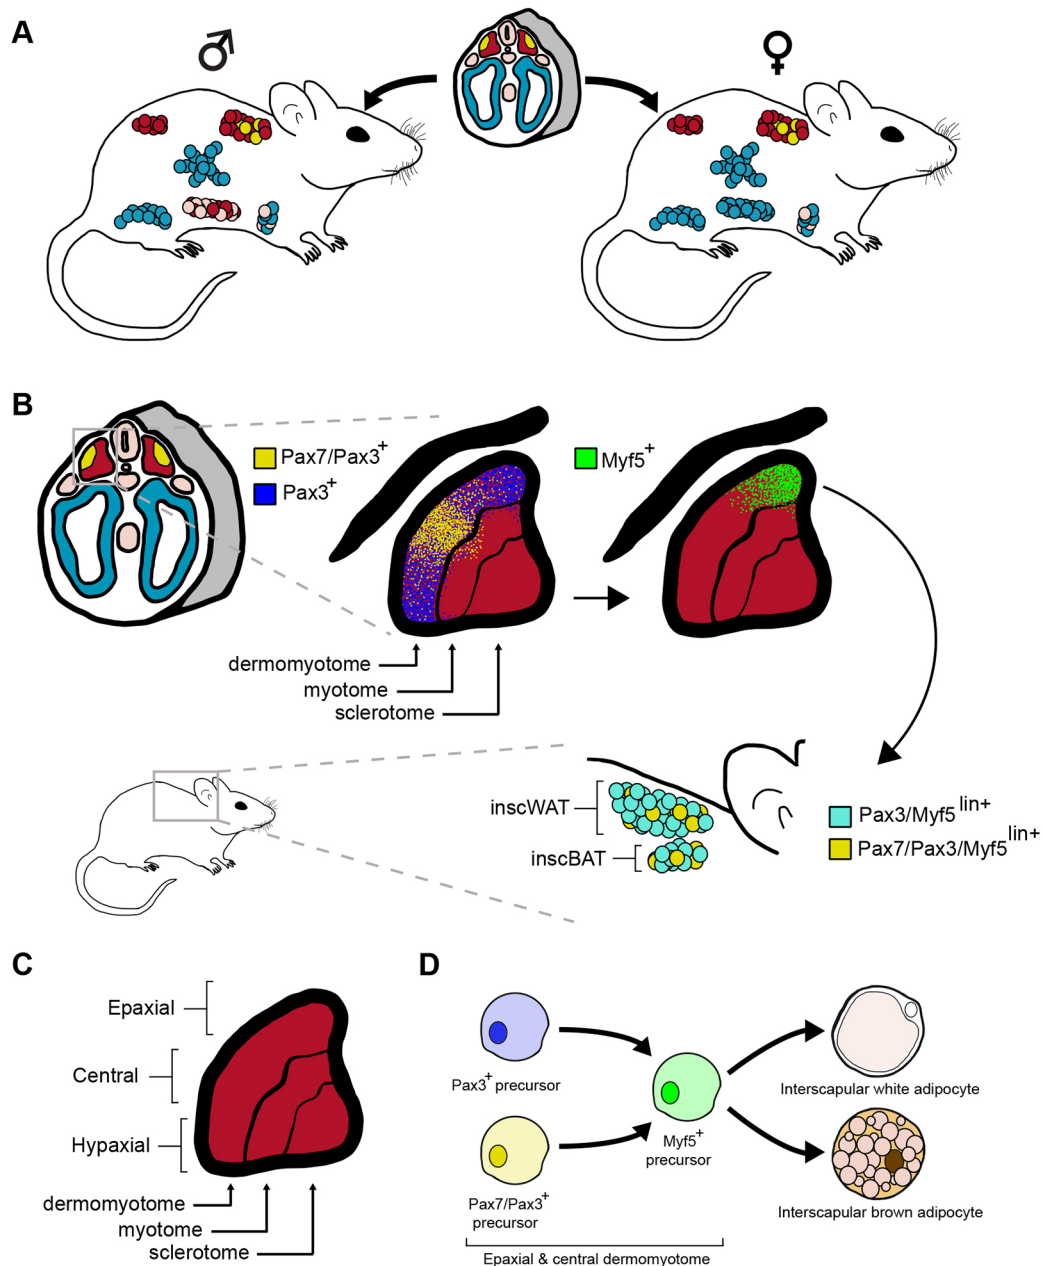 A
♂
♀
B
Pax7/Pax3+
Pax3+
Myf5+
dermomyotome
myotome
sclerotome
inscWAT
inscBAT
Pax3/Myf5lin+
Pax7/Pax3/Myf5lin+
C
Epaxial
Central
Hypaxial
dermomyotome
myotome
sclerotome
D
Pax3+ precursor
Pax7/Pax3+
precursor
Myf5+
precursor
Interscapular white adipocyte
Interscapular brown adipocyte
Epaxial & central dermomyotome